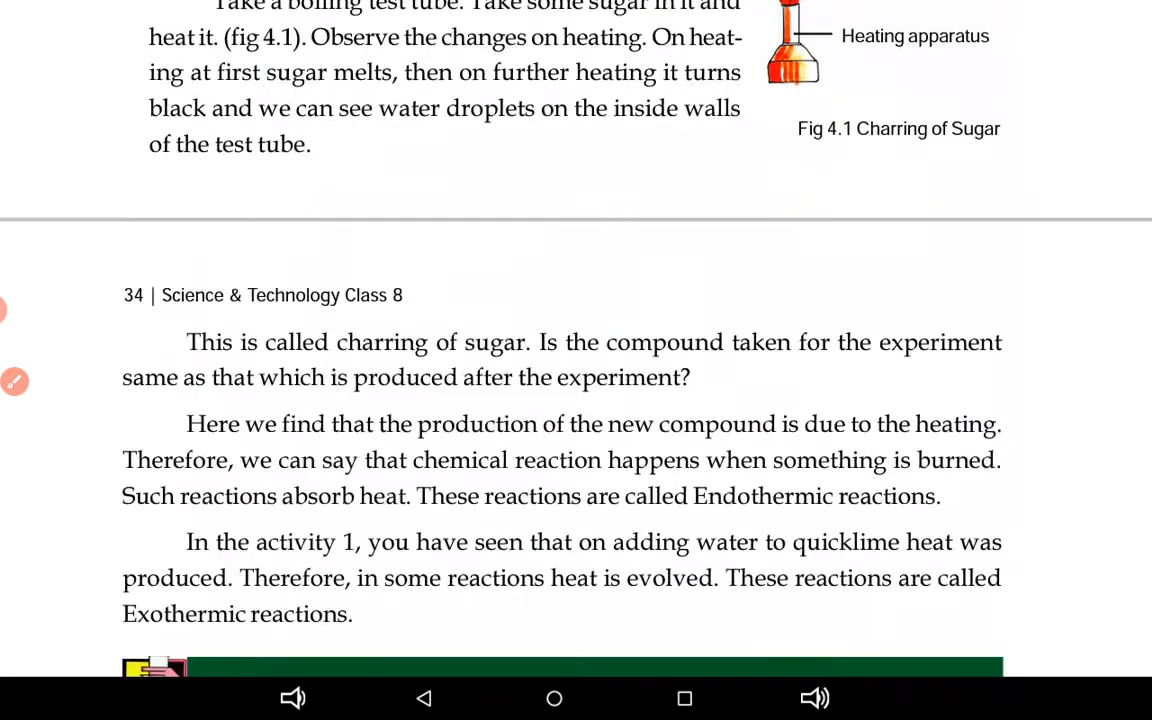 Take a boiling test tube. Take some sugar in it and
heat it. (fig 4.1). Observe the changes on heating. On heat-
ing at first sugar melts, then on further heating it turns
black and we can see water droplets on the inside walls
of the test tube.
Heating apparatus
Fig 4.1 Charring of Sugar
34 | Science & Technology Class 8
This is called charring of sugar. Is the compound taken for the experiment
same as that which is produced after the experiment?
Here we find that the production of the new compound is due to the heating.
Therefore, we can say that chemical reaction happens when something is burned.
Such reactions absorb heat. These reactions are called Endothermic reactions.
In the activity 1, you have seen that on adding water to quicklime heat was
produced. Therefore, in some reactions heat is evolved. These reactions are called
Exothermic reactions.